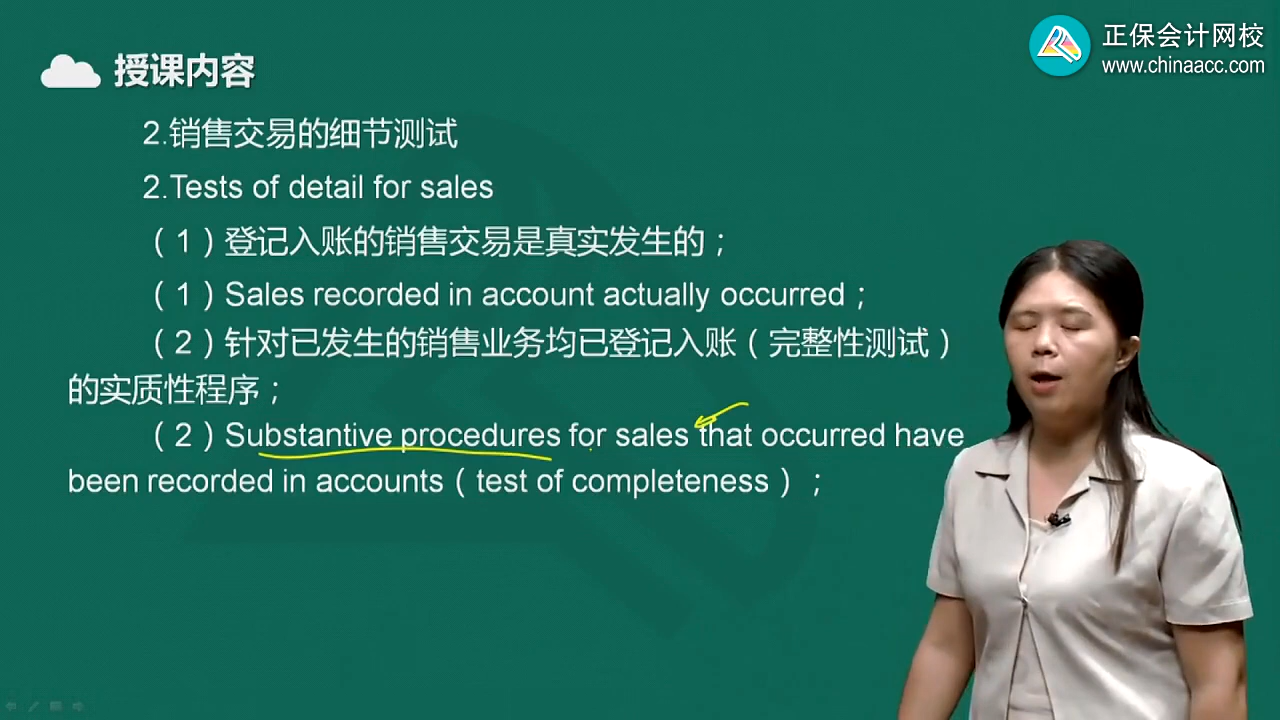 正保会计网校
www.chinaacc.com
授课内容
2.销售交易的细节测试
2.Tests of detail for sales
（1）登记入账的销售交易是真实发生的；
（1）Sales recorded in account actually occurred；
（2）针对已发生的销售业务均已登记入账（完整性测试）
的实质性程序；
（2）Substantive procedures for sales that occurred have
been recorded in accounts（test of completeness）；